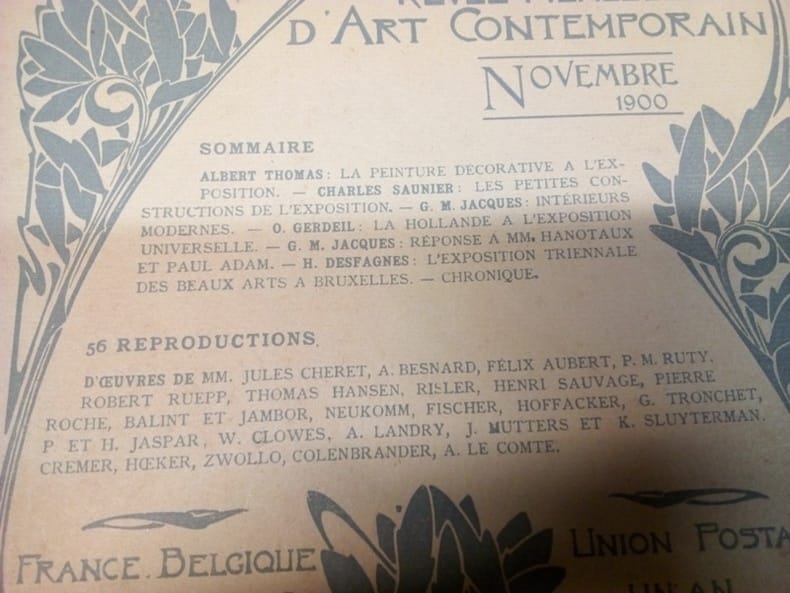 D'ART CONTEMPORAIN
NOVEMBRE
1900
SOMMAIRE
ALBERT THOMAS: LA PEINTURE DÉCORATIVE A L'EX-
POSITION. — CHARLES SAUNIER: LES PETITES CON-
STRUCTIONS DE L'EXPOSITION. — G. M. JACQUES: INTÉRIEURS
MODERNES. — O. GERDEIL: LA HOLLANDE A L'EXPOSITION
UNIVERSELLE. — G. M. JACQUES: RÉPONSE A MM. HANOTAUX
ET PAUL ADAM. — H. DESFAGNES: L'EXPOSITION TRIENNALE
DES BEAUX ARTS A BRUXELLES. — CHRONIQUE.
56 REPRODUCTIONS
D'ŒUVRES DE MM. JULES CHERET, A. BESNARD, FÉLIX AUBERT, P. M. RUTY,
ROBERT RUEPP, THOMAS HANSEN, RISLER, HENRI SAUVAGE, PIERRE
ROCHE, BALINT ET JAMBOR, NEUKOMM, FISCHER, HOFFACKER, G. TRONCHET,
P. ET H. JASPAR, W. CLOWES, A. LANDRY, J. MUTTERS ET K. SLUYTERMAN.
CREMER, HŒKER, ZWOLLO, COLENBRANDER, A. LE COMTE.
FRANCE. BELGIQUE
UNION POSTA
UN AN